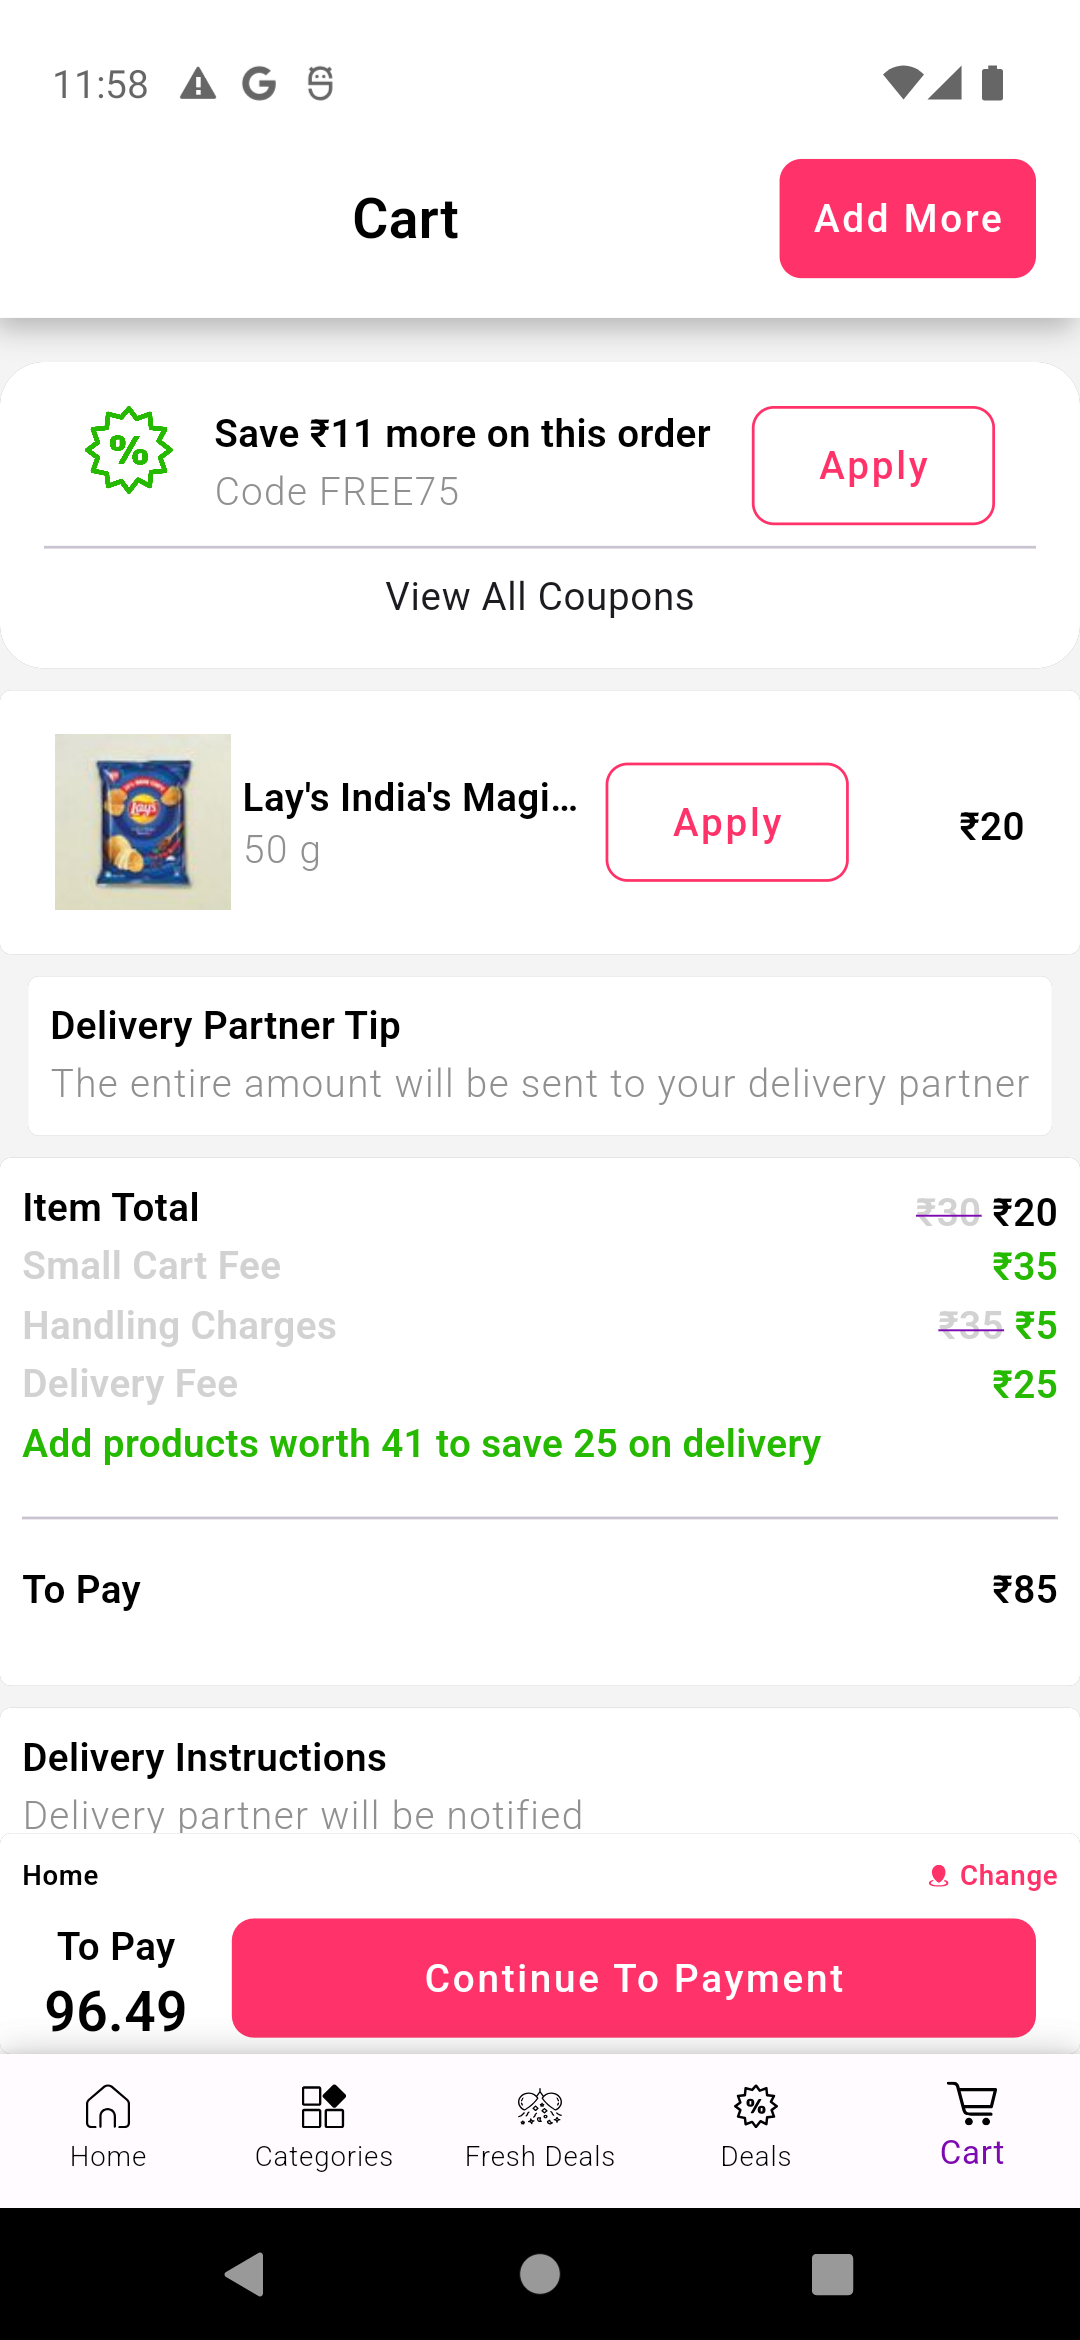 11:58
Cart
Add More
Save ₹11 more on this order
Code FREE75
Apply
View All Coupons
Lay's
Lay's India's Magi...
50 g
Apply
₹20
Delivery Partner Tip
The entire amount will be sent to your delivery partner
Item Total ₹30 ₹20
Small Cart Fee ₹35
Handling Charges ₹35 ₹5
Delivery Fee ₹25
Add products worth 41 to save 25 on delivery
To Pay ₹85
Delivery Instructions
Delivery partner will be notified
Home Change
To Pay
96.49
Continue To Payment
Home Categories Fresh Deals Deals Cart